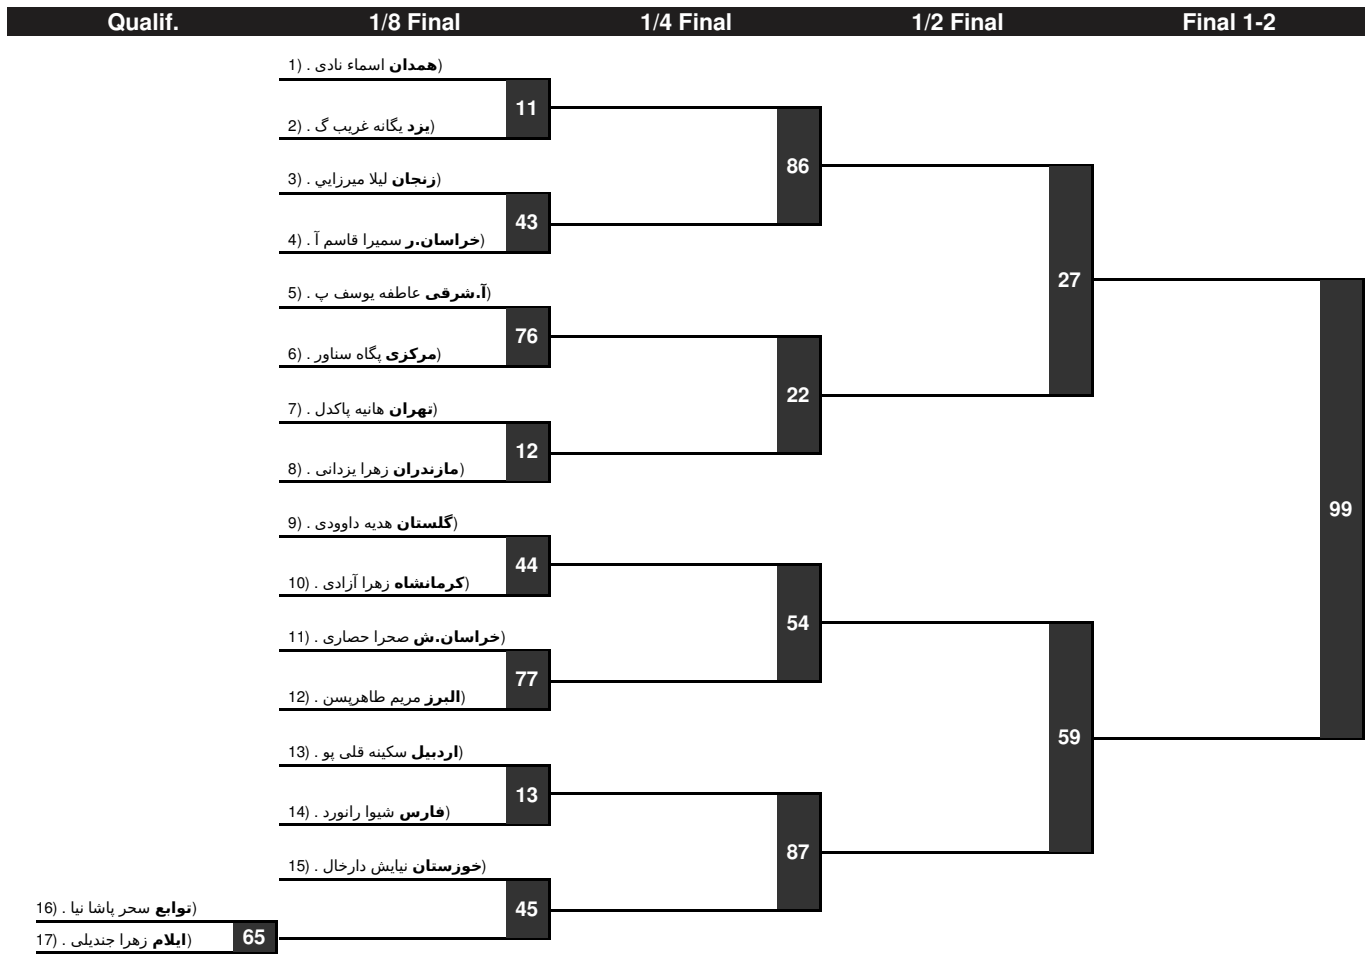 Qualif. 1/8 Final 1/4 Final 1/2 Final Final 1-2
1) . اسماء نادی همدان)
11
2) . یگانه غریب گ یزد)
86
3) . لیلا میرزایي زنجان)
43
4) . سمیرا قاسم آ خراسان.ر)
27
5) . عاطفه یوسف پ آ.شرقی)
76
6) . پگاه سناور مرکزی)
22
7) . هانیه پاکدل تهران)
12
8) . زهرا یزدانی مازندران)
99
9) . هدیه داوودی گلستان)
44
10) . زهرا آزادی کرمانشاه)
54
11) . صحرا حصاری خراسان.ش)
77
12) . مریم طاهرپسن البرز)
59
13) . سکینه قلی پو اردبیل)
13
14) . شیوا رانورد فارس)
87
15) . نیایش دارخال خوزستان)
45
16) . سحر پاشا نیا توابع)
65
17) . زهرا جندیلی ایلام)